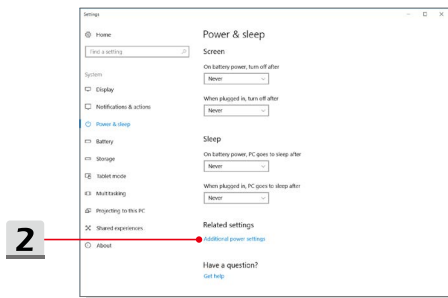 Settings
Home
Find a setting
System
Display
Notifications & actions
Power & sleep
Battery
Storage
Tablet mode
Multitasking
Projecting to this PC
Shared experiences
About
Power & sleep
Screen
On battery power, turn off after
Never
When plugged in, turn off after
Never
Sleep
On battery power, PC goes to sleep after
Never
When plugged in, PC goes to sleep after
Never
Related settings
Additional power settings
Have a question?
Get help
2